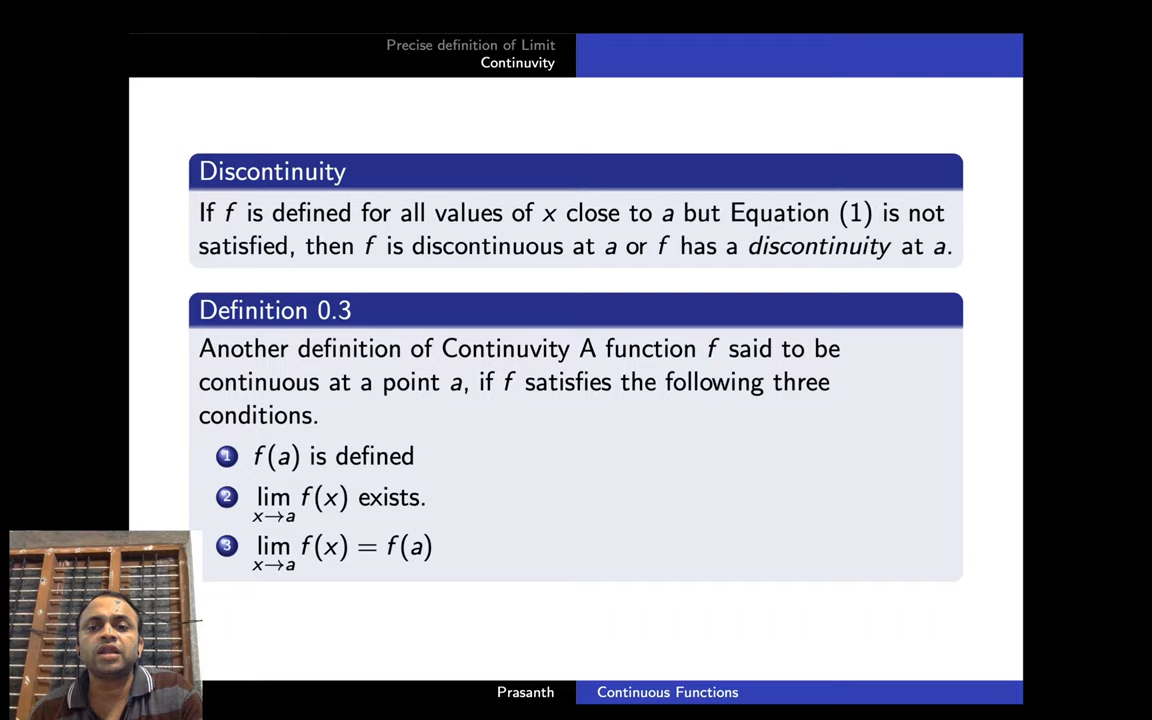 Precise definition of Limit
Continuvity
Discontinuity
If f is defined for all values of x close to a but Equation (1) is not
satisfied, then f is discontinuous at a or f has a discontinuity at a.
Definition 0.3
Another definition of Continuvity A function f said to be
continuous at a point a, if f satisfies the following three
conditions.
1 f(a) is defined
2 lim x→a f(x) exists.
3 lim x→a f(x) = f(a)
Prasanth Continuous Functions